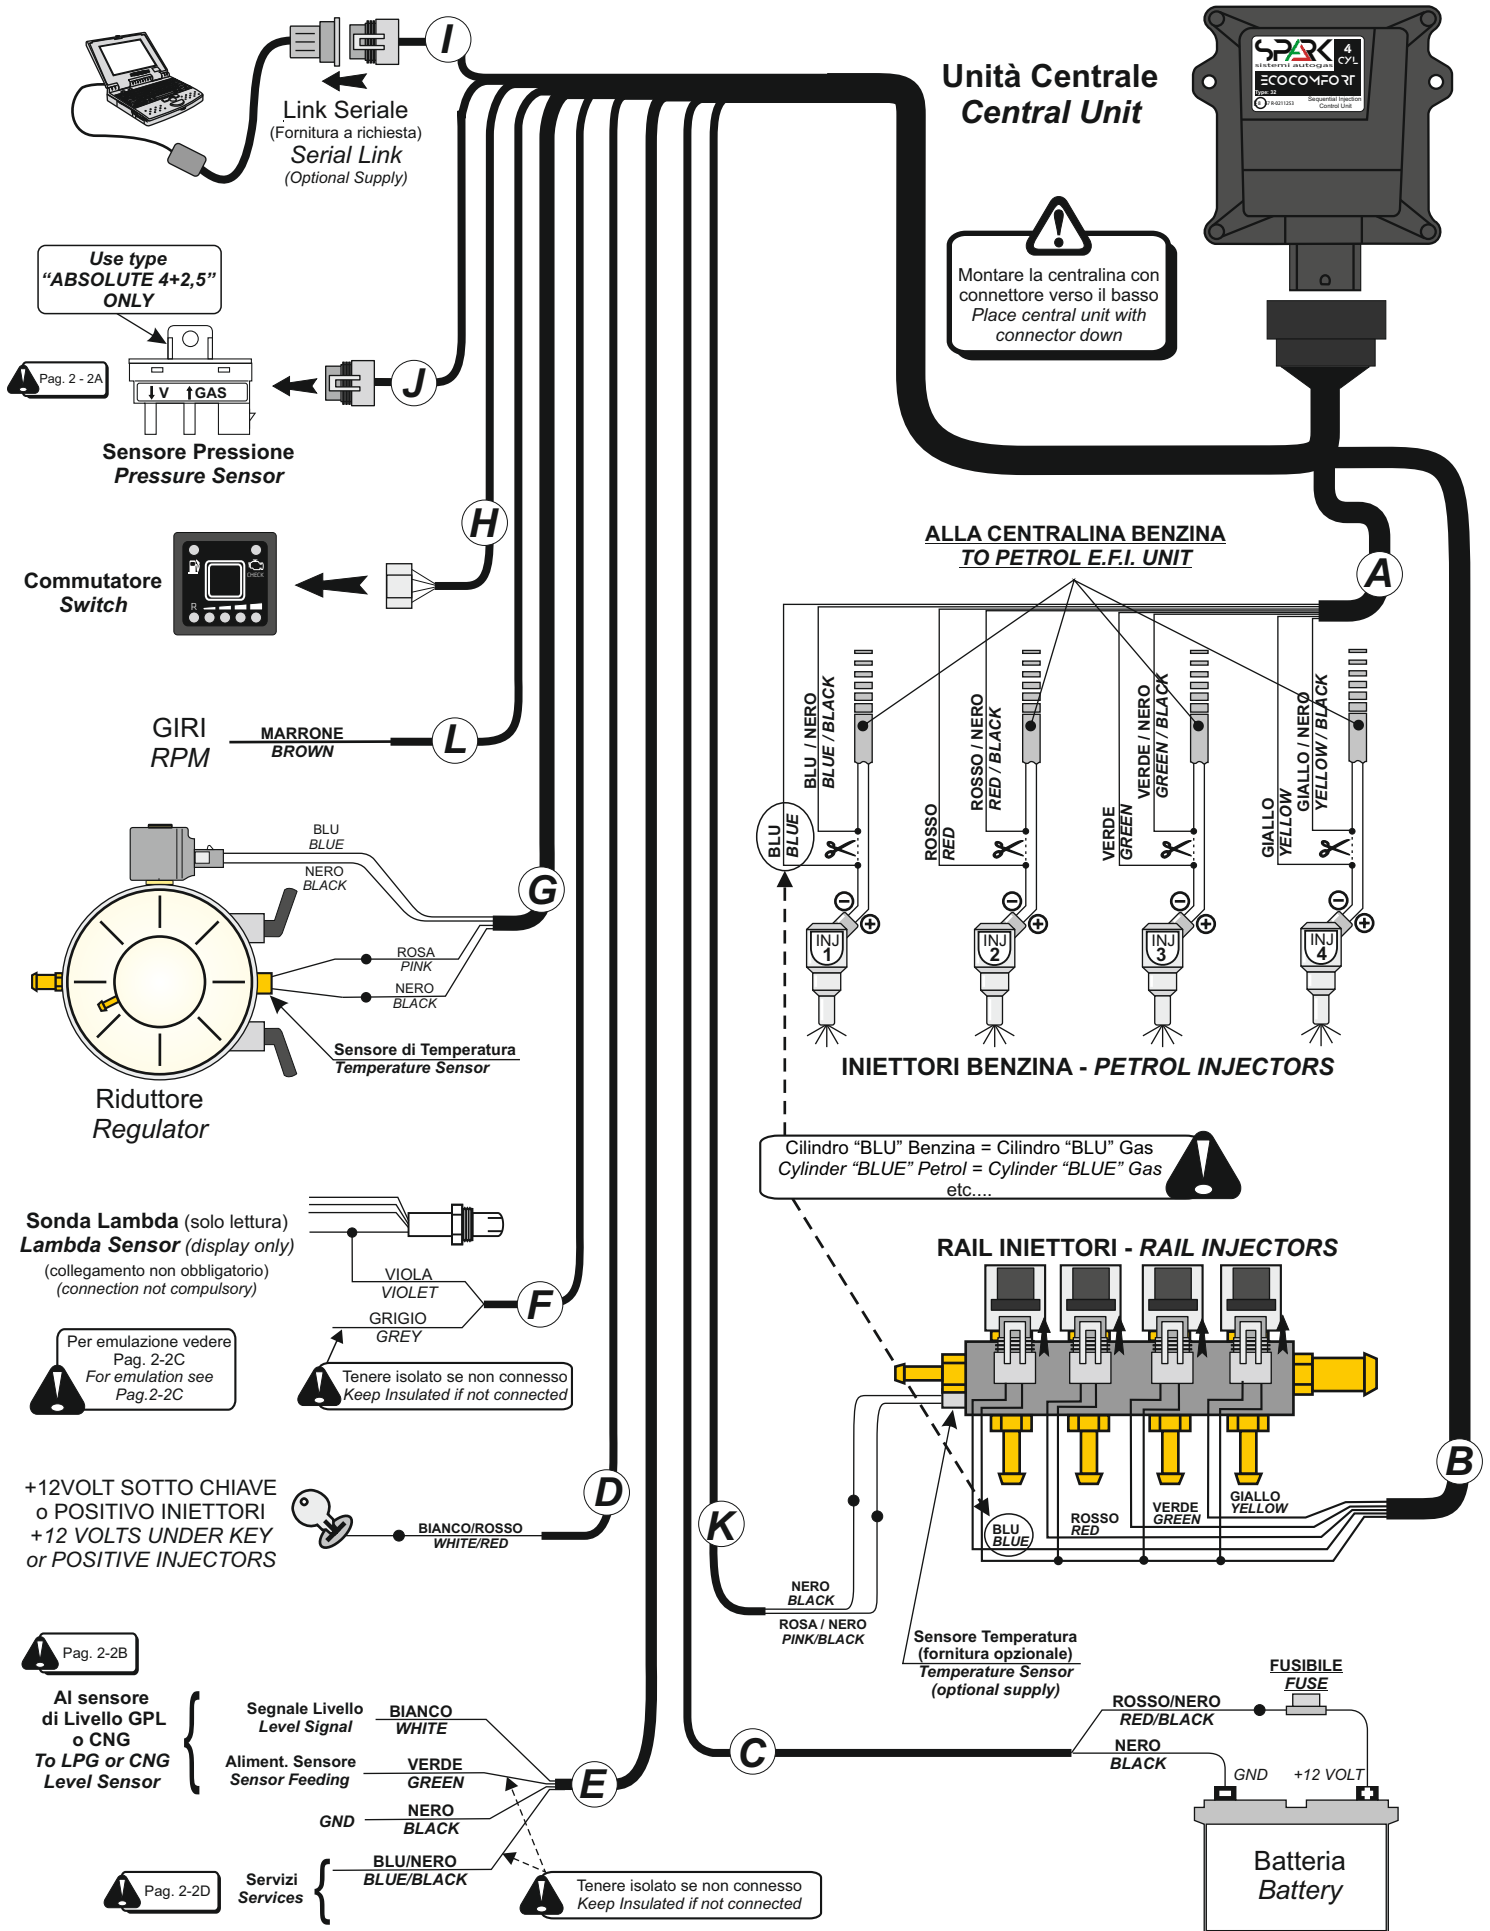 I
Link Seriale
(Fornitura a richiesta)
Serial Link
(Optional Supply)
Unità Centrale
Central Unit
SPARK
sistemi autogas
4
CYL
ECOCOMFORT
Type: 32
Sequential Injection
Control Unit
Montare la centralina con
connettore verso il basso
Place central unit with
connector down
Use type
“ABSOLUTE 4+2,5”
ONLY
Pag. 2 - 2A
V
GAS
J
Sensore Pressione
Pressure Sensor
H
Commutatore
Switch
CHECK
R
GIRI
RPM
MARRONE
BROWN
L
ALLA CENTRALINA BENZINA
TO PETROL E.F.I. UNIT
A
BLU
BLUE
BLU / NERO
BLUE / BLACK
ROSSO
RED
ROSSO / NERO
RED / BLACK
VERDE
GREEN
VERDE / NERO
GREEN / BLACK
GIALLO
YELLOW
GIALLO / NERO
YELLOW / BLACK
INJ
1
INJ
2
INJ
3
INJ
4
INIETTORI BENZINA - PETROL INJECTORS
BLU
BLUE
NERO
BLACK
G
ROSA
PINK
NERO
BLACK
Sensore di Temperatura
Temperature Sensor
Riduttore
Regulator
Cilindro “BLU” Benzina = Cilindro “BLU” Gas
Cylinder “BLUE” Petrol = Cylinder “BLUE” Gas
etc....
Sonda Lambda (solo lettura)
Lambda Sensor (display only)
(collegamento non obbligatorio)
(connection not compulsory)
VIOLA
VIOLET
GRIGIO
GREY
F
Per emulazione vedere
Pag. 2-2C
For emulation see
Pag.2-2C
Tenere isolato se non connesso
Keep Insulated if not connected
RAIL INIETTORI - RAIL INJECTORS
B
BLU
BLUE
ROSSO
RED
VERDE
GREEN
GIALLO
YELLOW
+12VOLT SOTTO CHIAVE
o POSITIVO INIETTORI
+12 VOLTS UNDER KEY
or POSITIVE INJECTORS
BIANCO/ROSSO
WHITE/RED
D
K
NERO
BLACK
ROSA / NERO
PINK/BLACK
Sensore Temperatura
(fornitura opzionale)
Temperature Sensor
(optional supply)
Pag. 2-2B
Al sensore
di Livello GPL
o CNG
To LPG or CNG
Level Sensor
Segnale Livello
Level Signal
BIANCO
WHITE
Aliment. Sensore
Sensor Feeding
VERDE
GREEN
GND
NERO
BLACK
E
Pag. 2-2D
Servizi
Services
BLU/NERO
BLUE/BLACK
Tenere isolato se non connesso
Keep Insulated if not connected
C
ROSSO/NERO
RED/BLACK
NERO
BLACK
FUSIBILE
FUSE
GND
+12 VOLT
Batteria
Battery